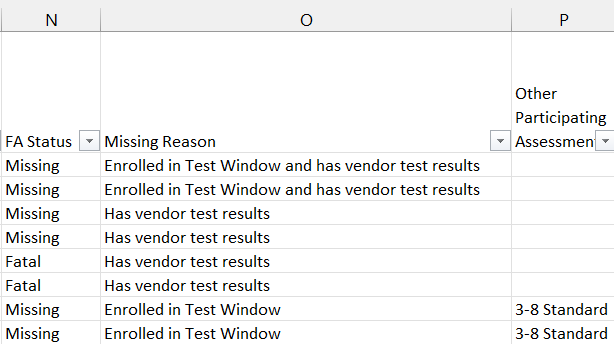 N O P
Other
Participating
FA Status Missing Reason Assessment
Missing Enrolled in Test Window and has vendor test results
Missing Enrolled in Test Window and has vendor test results
Missing Has vendor test results
Missing Has vendor test results
Fatal Has vendor test results
Fatal Has vendor test results
Missing Enrolled in Test Window 3-8 Standard
Missing Enrolled in Test Window 3-8 Standard